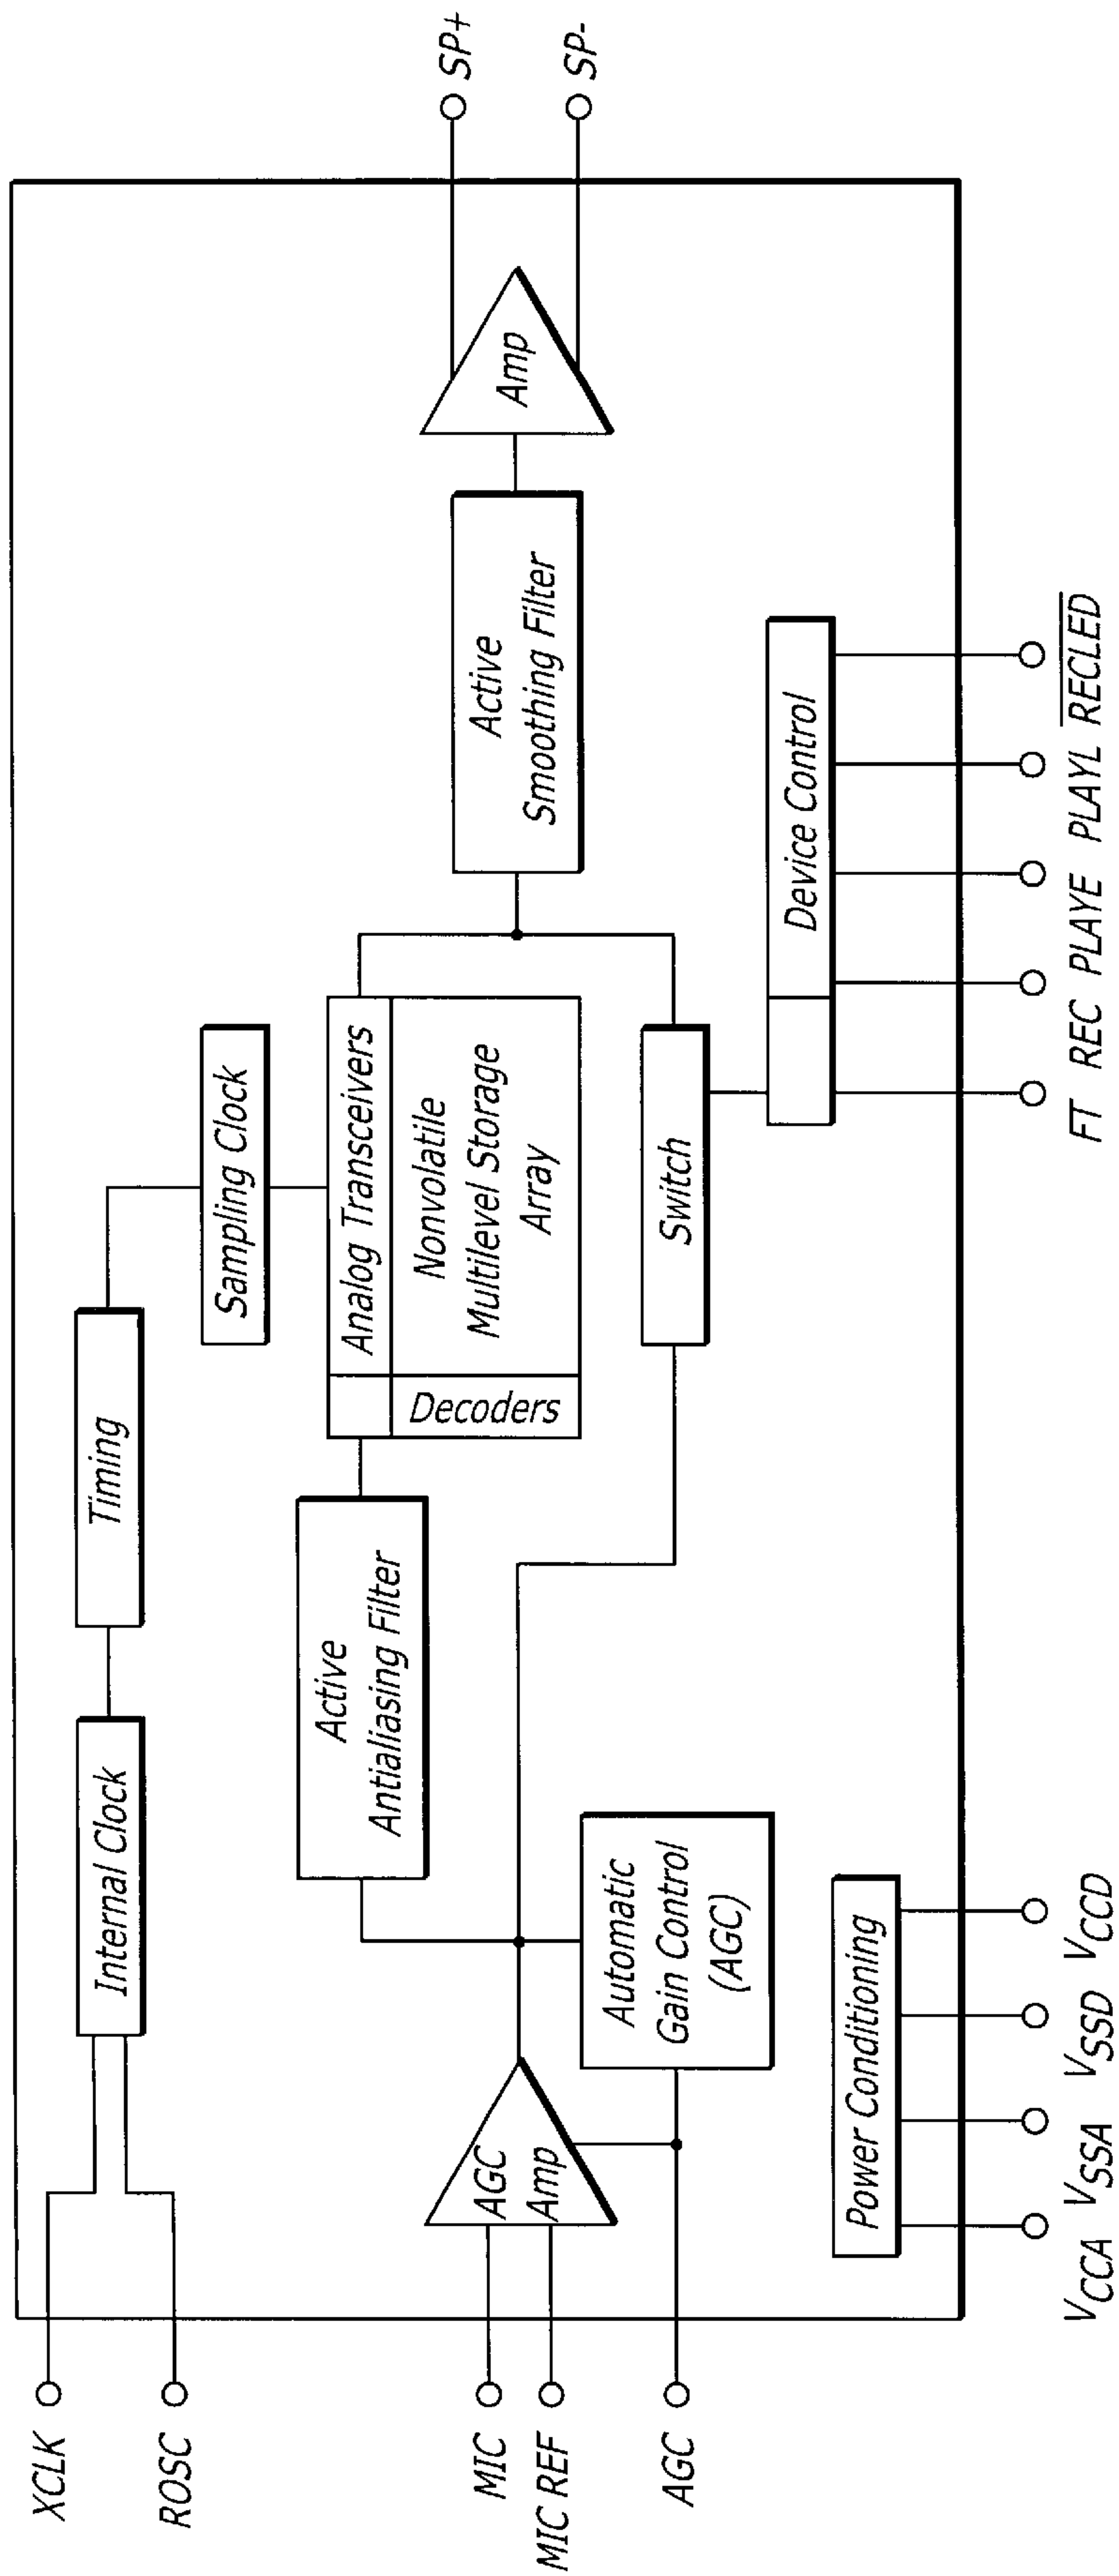 XCLK
ROSC
Internal Clock
Timing
Sampling Clock
MIC
MIC REF
AGC
AGC
Amp
Active
Antialiasing Filter
Automatic
Gain Control
(AGC)
Analog Transceivers
Nonvolatile
Multilevel Storage
Array
Decoders
Switch
Active
Smoothing Filter
Amp
SP+
SP-
Power Conditioning
Device Control
VCCA VSSA VSSD VCCD
FT REC PLAYE PLAYL RECLED